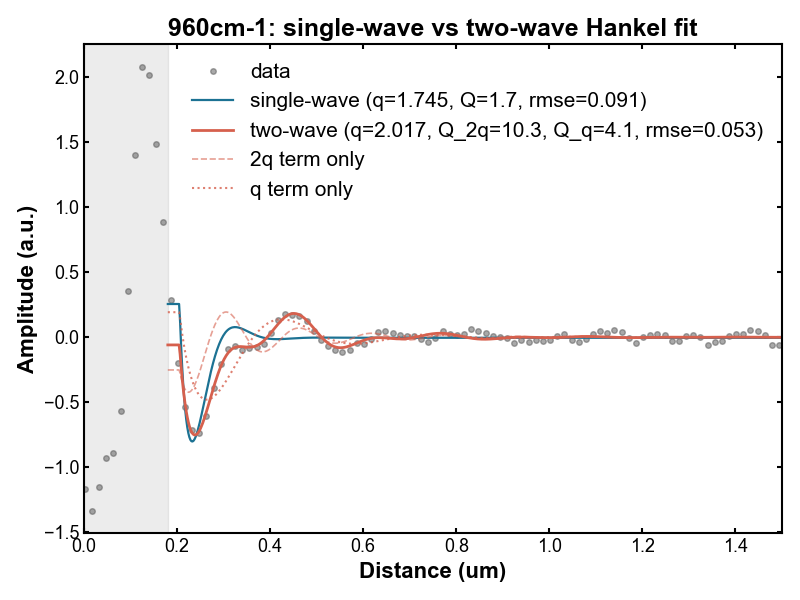 960cm-1: single-wave vs two-wave Hankel fit
data
single-wave (q=1.745, Q=1.7, rmse=0.091)
two-wave (q=2.017, Q_2q=10.3, Q_q=4.1, rmse=0.053)
2q term only
q term only
Amplitude (a.u.)
2.0
1.5
1.0
0.5
0.0
−0.5
−1.0
−1.5
0.0 0.2 0.4 0.6 0.8 1.0 1.2 1.4
Distance (um)